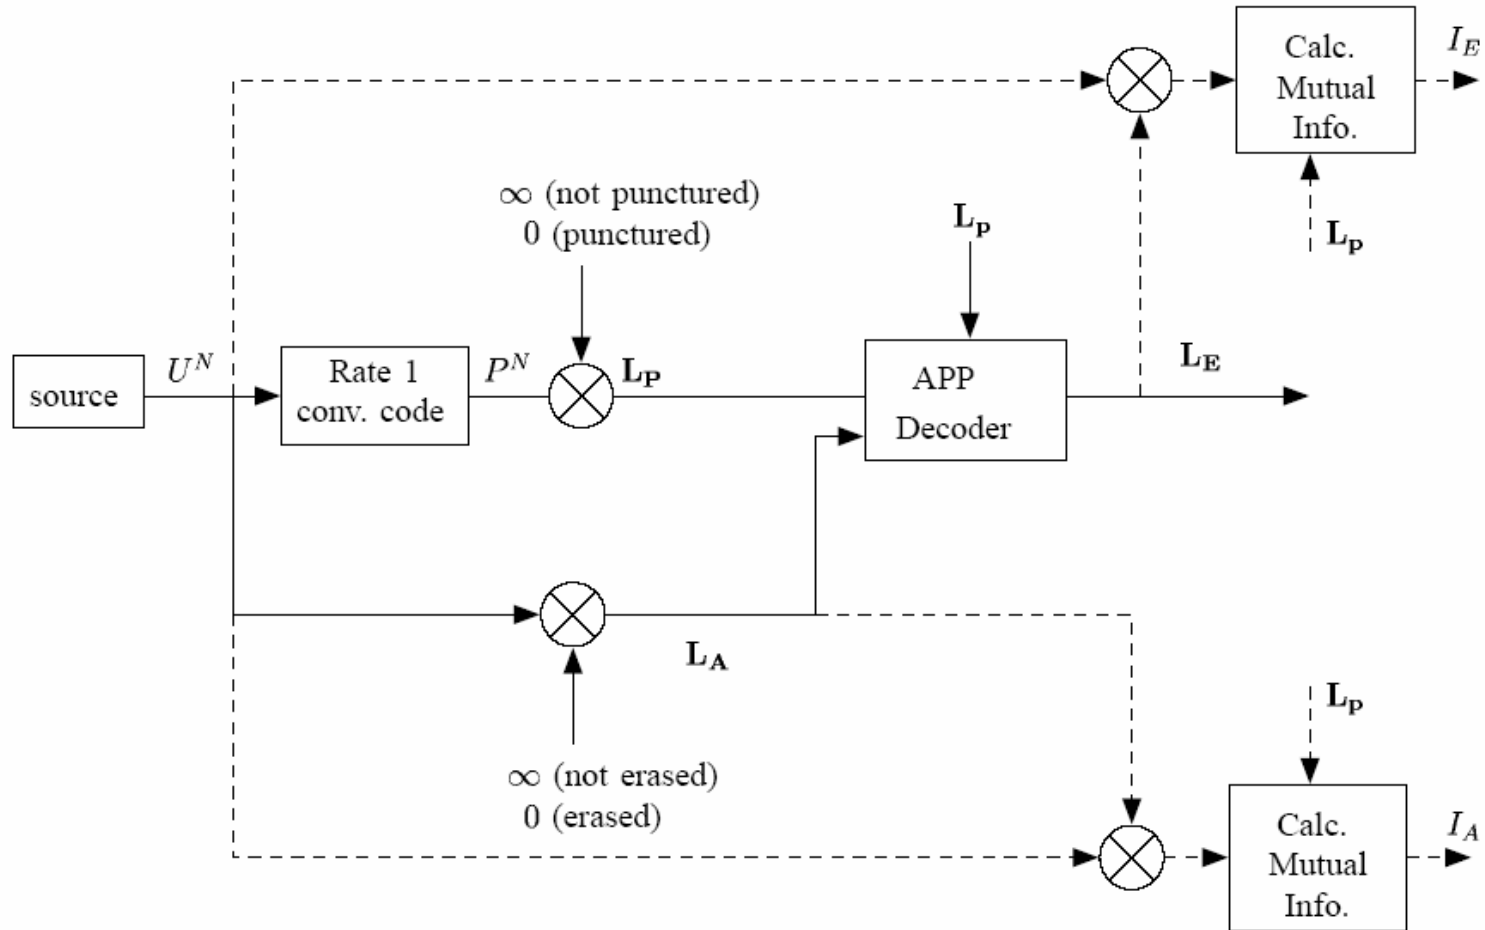 Calc.
Mutual
Info.
I_E
∞ (not punctured)
0 (punctured)
L_p
L_p
source
U^N
Rate 1
conv. code
P^N
L_P
APP
Decoder
L_E
L_A
∞ (not erased)
0 (erased)
L_p
Calc.
Mutual
Info.
I_A